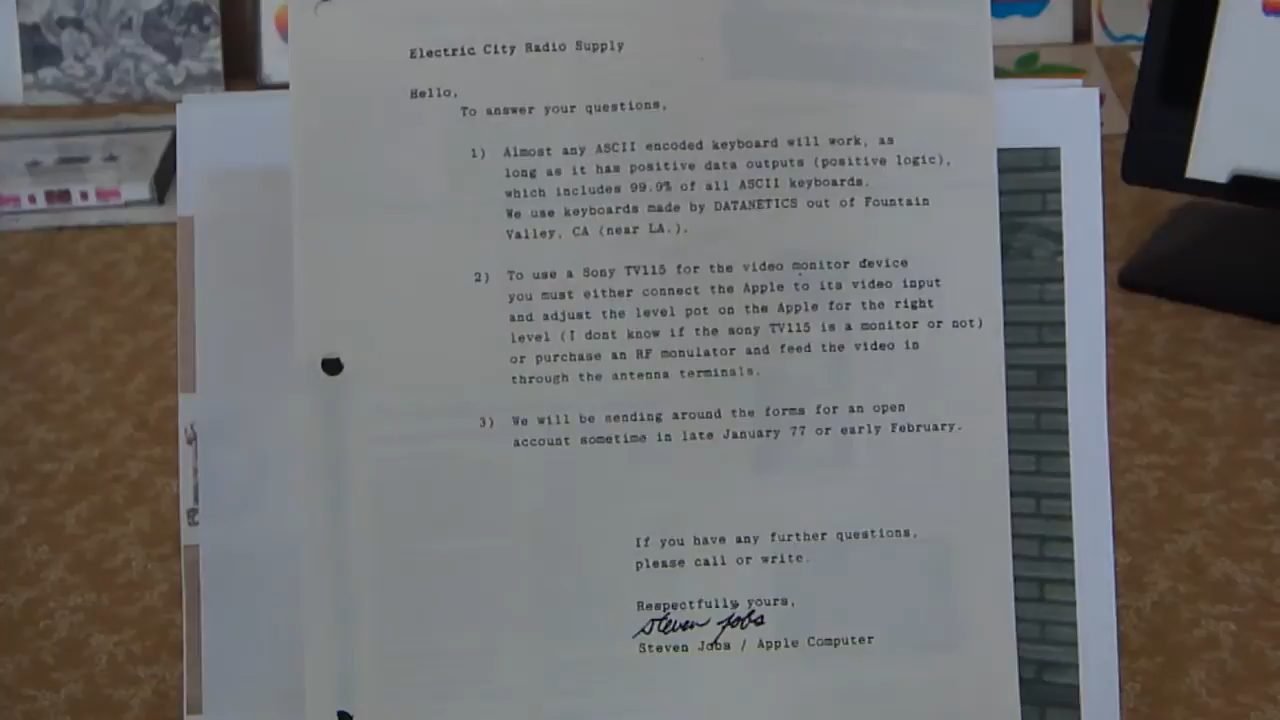 Electric City Radio Supply
Hello,
To answer your questions,
1) Almost any ASCII encoded keyboard will work, as
long as it has positive data outputs (positive logic),
which includes 99.9% of all ASCII keyboards.
We use keyboards made by DATANETICS out of Fountain
Valley, CA (near LA.).
2) To use a Sony TV115 for the video monitor device
you must either connect the Apple to its video input
and adjust the level pot on the Apple for the right
level (I dont know if the sony TV115 is a monitor or not)
or purchase an RF monulator and feed the video in
through the antenna terminals.
3) We will be sending around the forms for an open
account sometime in late January 77 or early February.
If you have any further questions,
please call or write.
Respectfully yours,
steven jobs
Steven Jobs / Apple Computer